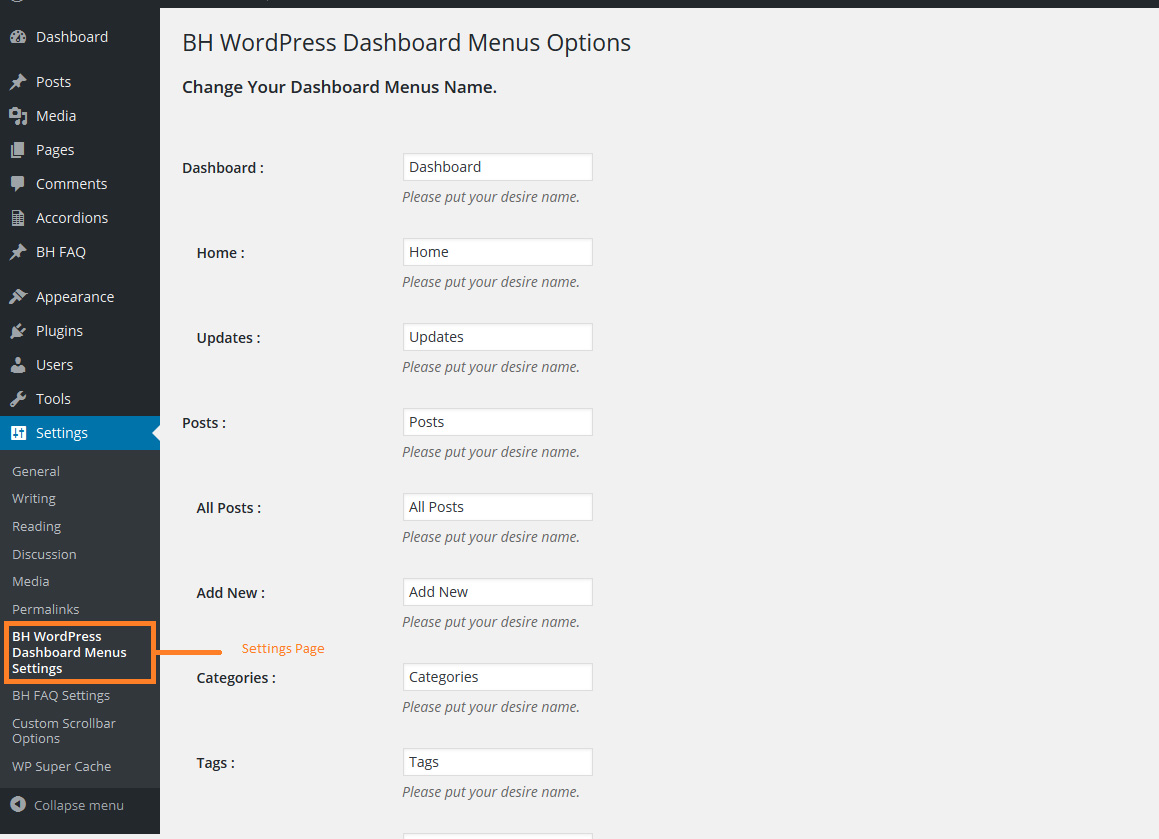 Dashboard
Posts
Media
Pages
Comments
Accordions
BH FAQ
Appearance
Plugins
Users
Tools
Settings
General
Writing
Reading
Discussion
Media
Permalinks
BH WordPress
Dashboard Menus
Settings
BH FAQ Settings
Custom Scrollbar
Options
WP Super Cache
Collapse menu
Settings Page
BH WordPress Dashboard Menus Options
Change Your Dashboard Menus Name.
Dashboard : Dashboard
Please put your desire name.
Home : Home
Please put your desire name.
Updates : Updates
Please put your desire name.
Posts : Posts
Please put your desire name.
All Posts : All Posts
Please put your desire name.
Add New : Add New
Please put your desire name.
Categories : Categories
Please put your desire name.
Tags : Tags
Please put your desire name.